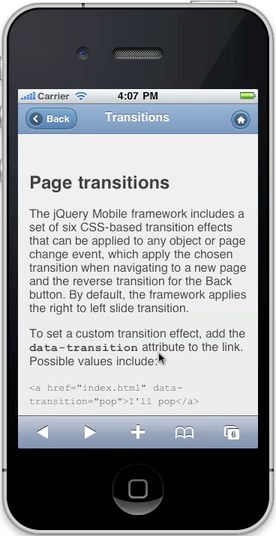 Carrier 4:07 PM
Back Transitions
Page transitions
The jQuery Mobile framework includes a
set of six CSS-based transition effects
that can be applied to any object or page
change event, which apply the chosen
transition when navigating to a new page
and the reverse transition for the Back
button. By default, the framework applies
the right to left slide transition.
To set a custom transition effect, add the
data-transition attribute to the link.
Possible values include:
<a href="index.html" data-
transition="pop">I'll pop</a>
6